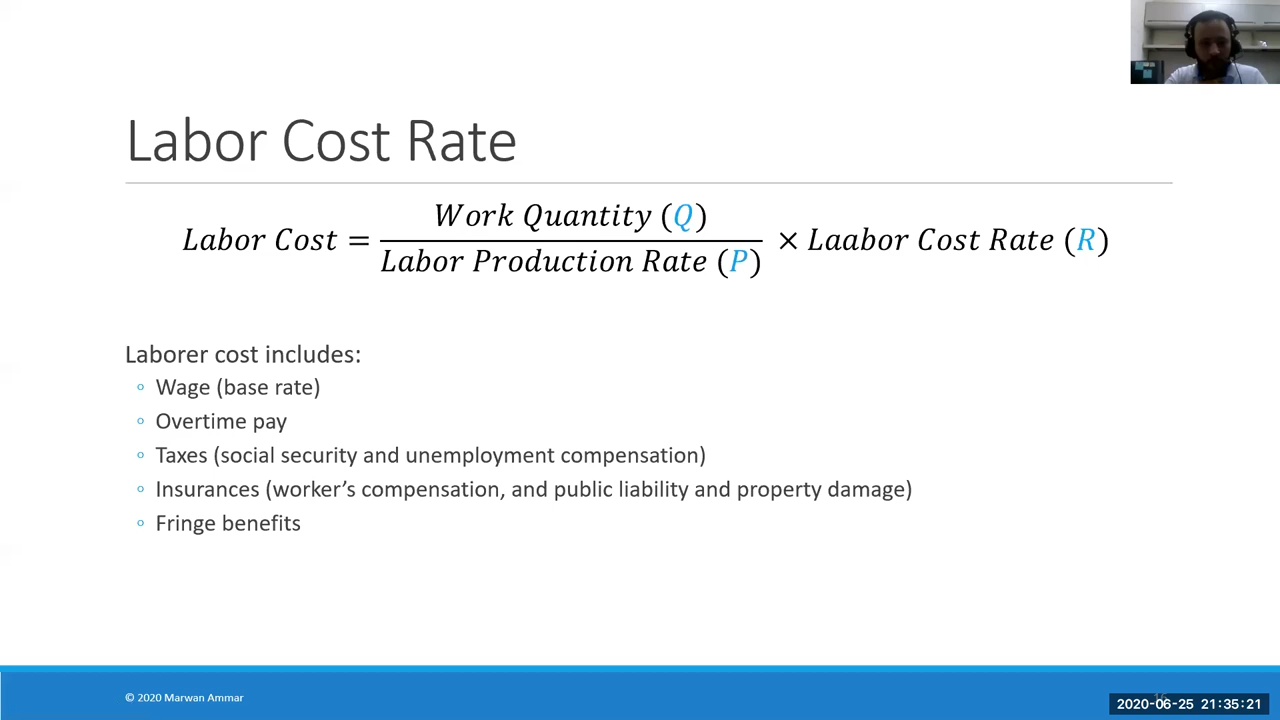 Labor Cost Rate
Labor Cost = Work Quantity (Q) / Labor Production Rate (P) × Laabor Cost Rate (R)
Laborer cost includes:
◦ Wage (base rate)
◦ Overtime pay
◦ Taxes (social security and unemployment compensation)
◦ Insurances (worker’s compensation, and public liability and property damage)
◦ Fringe benefits
© 2020 Marwan Ammar
2020-06-25 21:35:21